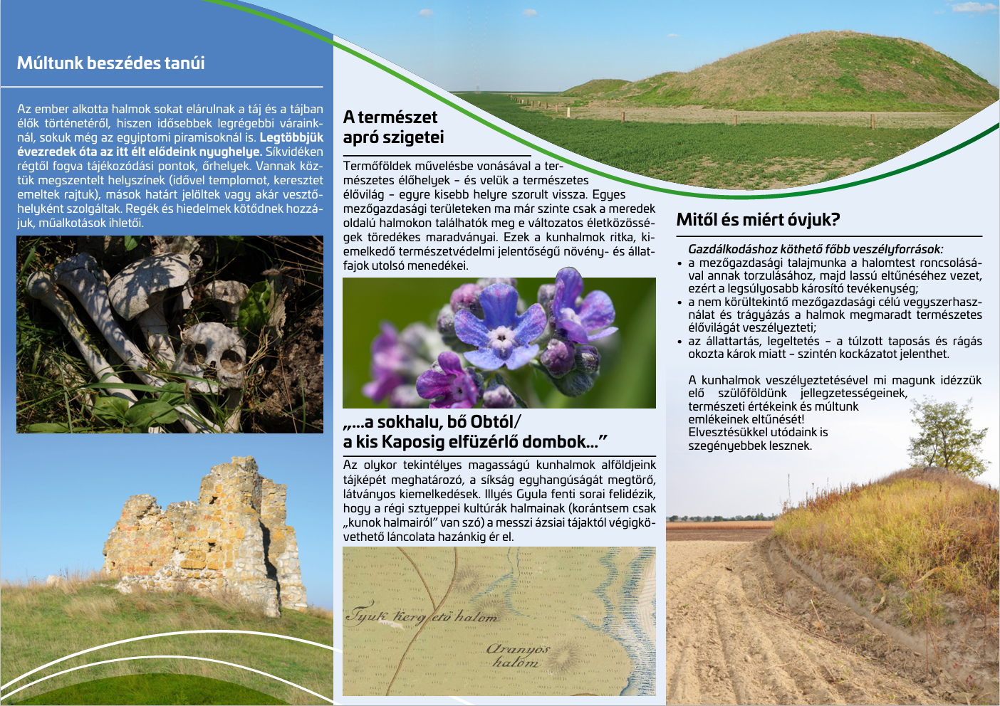 Múltunk beszédes tanúi
Az ember alkotta halmok sokat elárulnak a táj és a tájban
élők történetéről, hiszen idősebbek legrégebbi váraink-
nál, sokuk még az egyiptomi piramisoknál is. Legtöbbjük
évezredek óta az itt élt elődeink nyughelye. Síkvidéken
régtől fogva tájékozódási pontok, őrhelyek. Vannak köz-
tük megszentelt helyszínek (idővel templomot, keresztet
emeltek rajtuk), mások határt jelöltek vagy akár vesztő-
helyként szolgáltak. Regék és hiedelmek kötődnek hozzá-
juk, műalkotások ihletői.
A természet
apró szigetei
Termőföldek művelésbe vonásával a ter-
mészetes élőhelyek – és velük a természetes
élővilág – egyre kisebb helyre szorult vissza. Egyes
mezőgazdasági területeken ma már szinte csak a meredek
oldalú halmokon találhatók meg e változatos életközössé-
gek töredékes maradványai. Ezek a kunhalmok ritka, ki-
emelkedő természetvédelmi jelentőségű növény- és állat-
fajok utolsó menedékei.
„...a sokhalu, bő Obtól/
a kis Kaposig elfüzérlő dombok...”
Az olykor tekintélyes magasságú kunhalmok alföldjeink
tájképét meghatározó, a síkság egyhangúságát megtörő,
látványos kiemelkedések. Illyés Gyula fenti sorai felidézik,
hogy a régi sztyeppei kultúrák halmainak (korántsem csak
„kunok halmairól” van szó) a messzi ázsiai tájaktól végigkö-
vethető láncolata hazánkig ér el.
Tyuk kergető halom
Aranyos
halom
Mitől és miért óvjuk?
Gazdálkodáshoz köthető főbb veszélyforrások:
• a mezőgazdasági talajmunka a halomtest roncsolásá-
val annak torzulásához, majd lassú eltűnéséhez vezet,
ezért a legsúlyosabb károsító tevékenység;
• a nem körültekintő mezőgazdasági célú vegyszerhasz-
nálat és trágyázás a halmok megmaradt természetes
élővilágát veszélyezteti;
• az állattartás, legeltetés – a túlzott taposás és rágás
okozta károk miatt – szintén kockázatot jelenthet.
A kunhalmok veszélyeztetésével mi magunk idézzük
elő szülőföldünk jellegzetességeinek,
természeti értékeink és múltunk
emlékeinek eltűnését!
Elvesztésükkel utódaink is
szegényebbek lesznek.